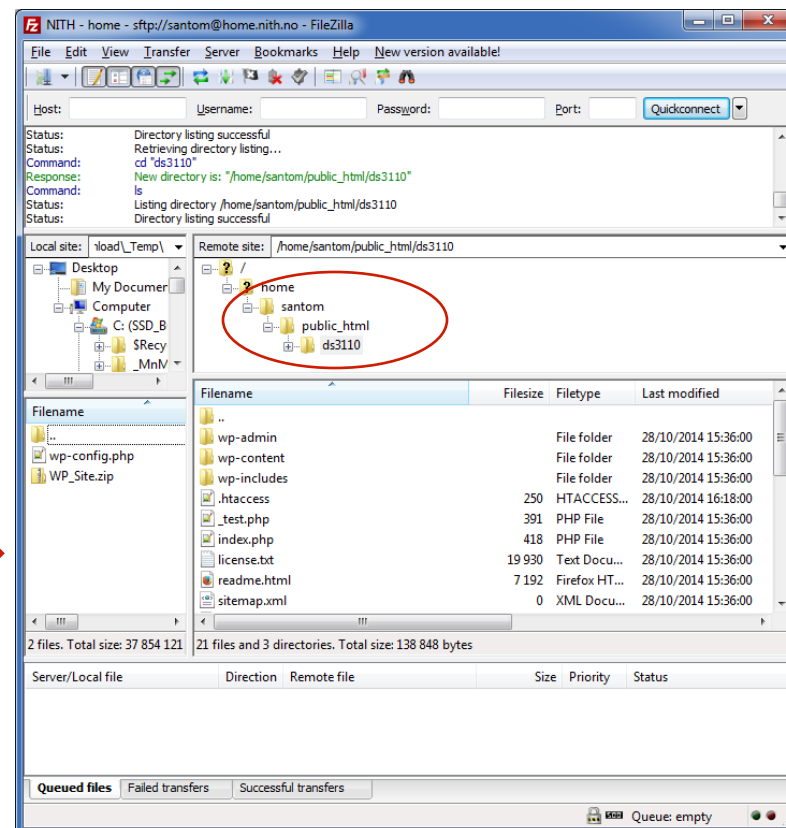 NITH - home - sftp://santom@home.nith.no - FileZilla
File Edit View Transfer Server Bookmarks Help New version available!
Host: Username: Password: Port: Quickconnect
Status: Directory listing successful
Status: Retrieving directory listing...
Command: cd "ds3110"
Response: New directory is: "/home/santom/public_html/ds3110"
Command: ls
Status: Listing directory /home/santom/public_html/ds3110
Status: Directory listing successful
Local site: nload\_Temp\ Remote site: /home/santom/public_html/ds3110
Desktop
My Documer
Computer
C: (SSD_B
$Recy
_MnM
/
home
santom
public_html
ds3110
Filename
..
wp-config.php
WP_Site.zip
2 files. Total size: 37 854 121
Filename Filesize Filetype Last modified
..
wp-admin File folder 28/10/2014 15:36:00
wp-content File folder 28/10/2014 15:36:00
wp-includes File folder 28/10/2014 15:36:00
.htaccess 250 HTACCESS... 28/10/2014 16:18:00
_test.php 391 PHP File 28/10/2014 15:36:00
index.php 418 PHP File 28/10/2014 15:36:00
license.txt 19 930 Text Docu... 28/10/2014 15:36:00
readme.html 7 192 Firefox HT... 28/10/2014 15:36:00
sitemap.xml 0 XML Docu... 28/10/2014 15:36:00
21 files and 3 directories. Total size: 138 848 bytes
Server/Local file Direction Remote file Size Priority Status
Queued files Failed transfers Successful transfers
Queue: empty